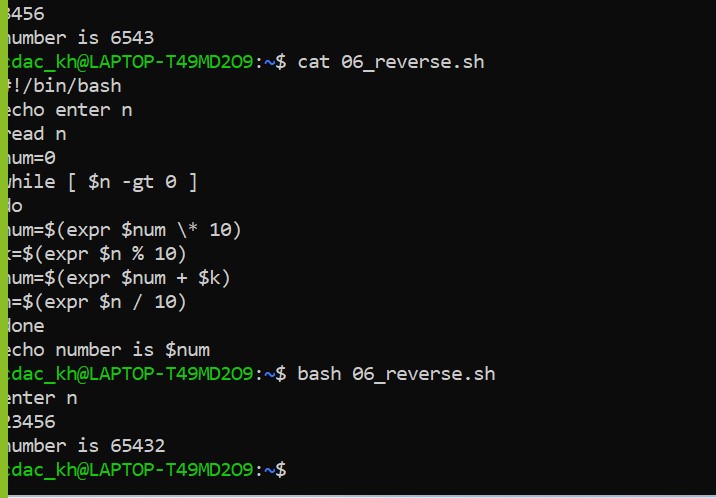 3456
number is 6543
cdac_kh@LAPTOP-T49MD2O9:~$ cat 06_reverse.sh
#!/bin/bash
echo enter n
read n
num=0
while [ $n -gt 0 ]
do
num=$(expr $num \* 10)
k=$(expr $n % 10)
num=$(expr $num + $k)
n=$(expr $n / 10)
done
echo number is $num
cdac_kh@LAPTOP-T49MD2O9:~$ bash 06_reverse.sh
enter n
23456
number is 65432
cdac_kh@LAPTOP-T49MD2O9:~$